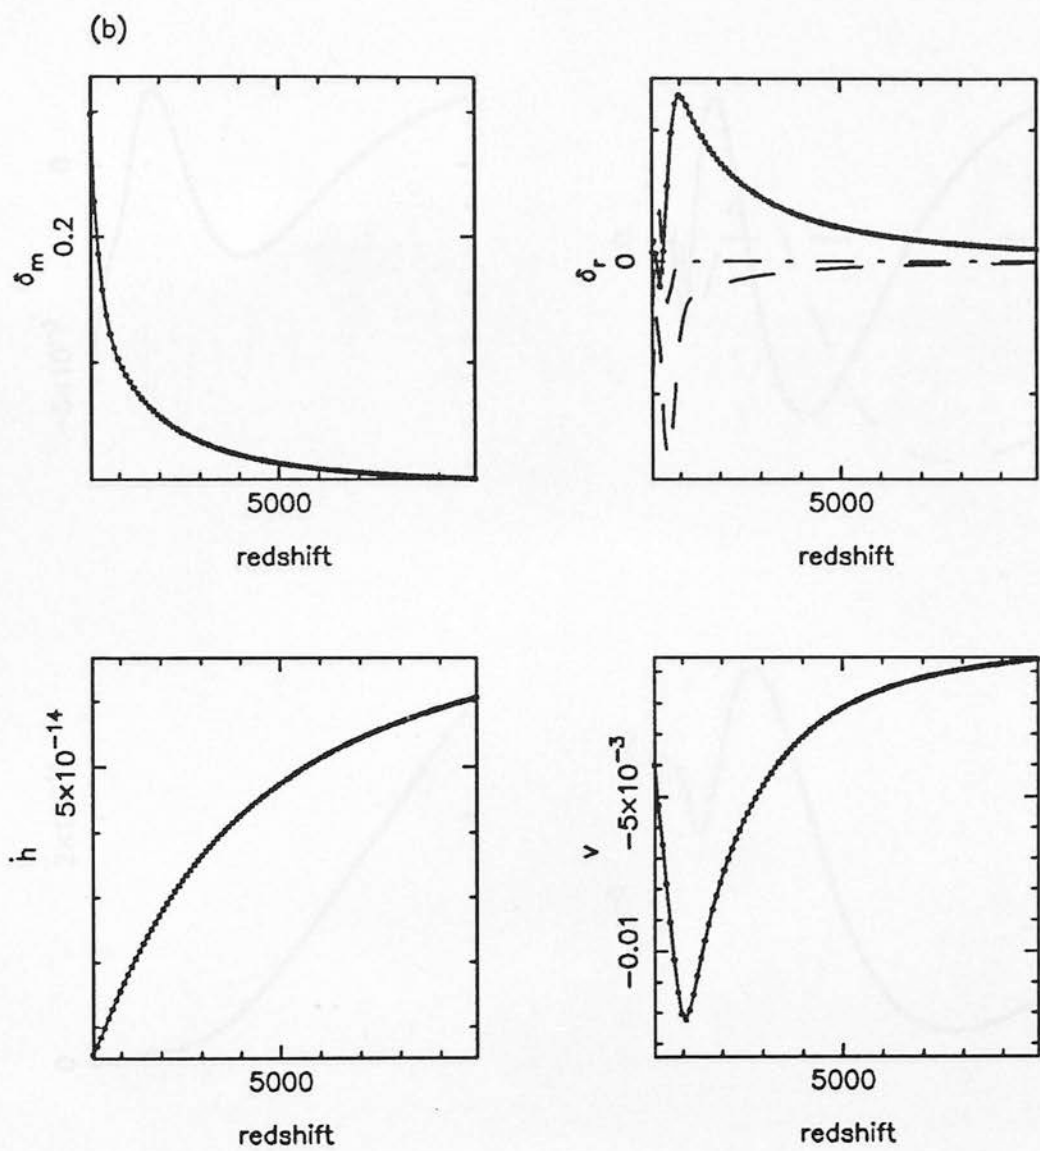 (b)
δm
0.2
5000
redshift
δr
0
5000
redshift
ḣ
5×10⁻¹⁴
5000
redshift
v
-5×10⁻³
-0.01
5000
redshift